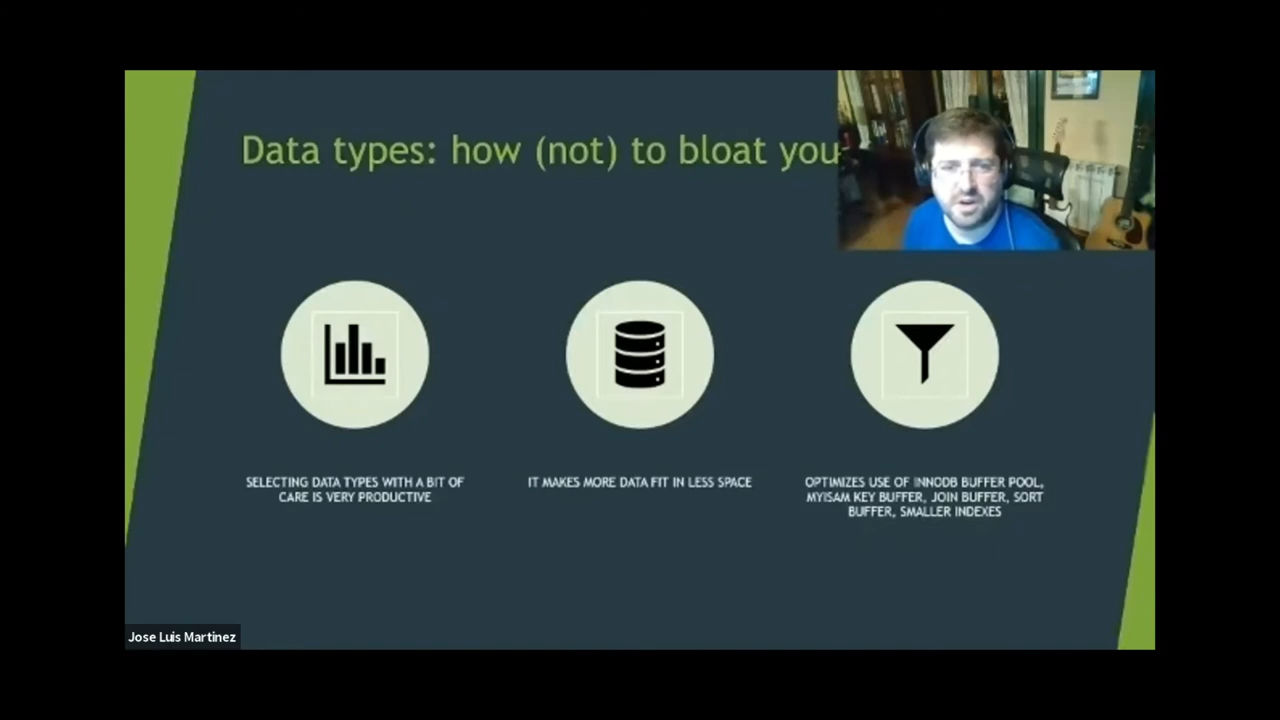 Data types: how (not) to bloat you
SELECTING DATA TYPES WITH A BIT OF
CARE IS VERY PRODUCTIVE
IT MAKES MORE DATA FIT IN LESS SPACE
OPTIMIZES USE OF INNODB BUFFER POOL,
MYISAM KEY BUFFER, JOIN BUFFER, SORT
BUFFER, SMALLER INDEXES
Jose Luis Martinez